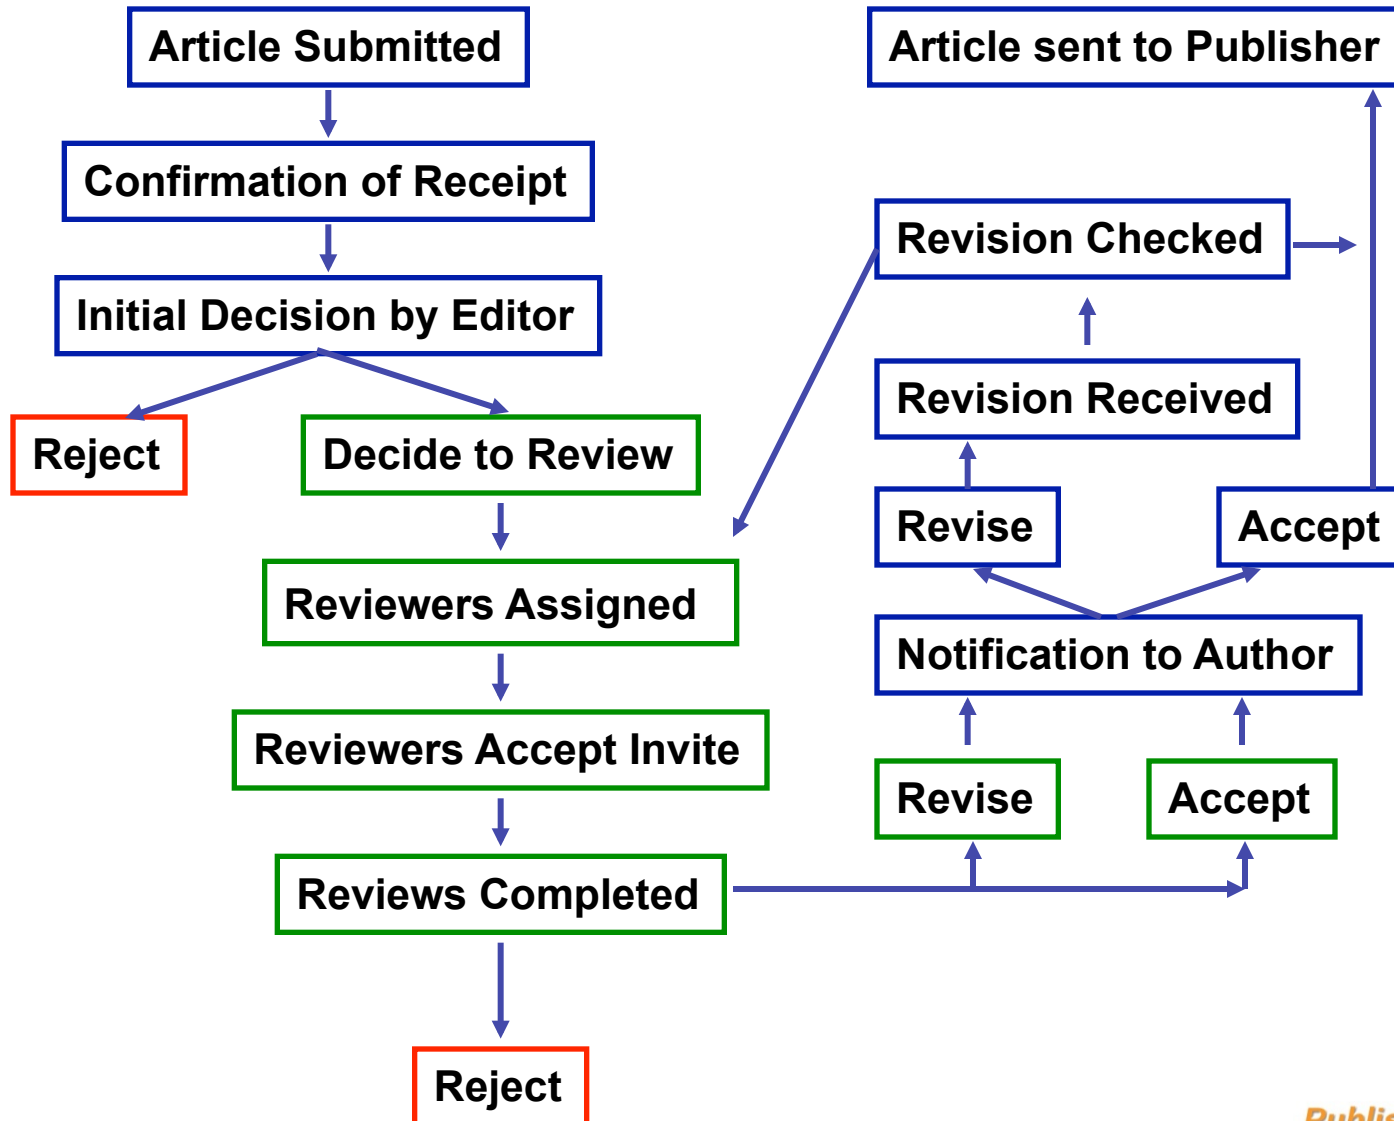 Article Submitted
Confirmation of Receipt
Initial Decision by Editor
Reject
Decide to Review
Reviewers Assigned
Reviewers Accept Invite
Reviews Completed
Reject
Article sent to Publisher
Revision Checked
Revision Received
Revise
Accept
Notification to Author
Revise
Accept